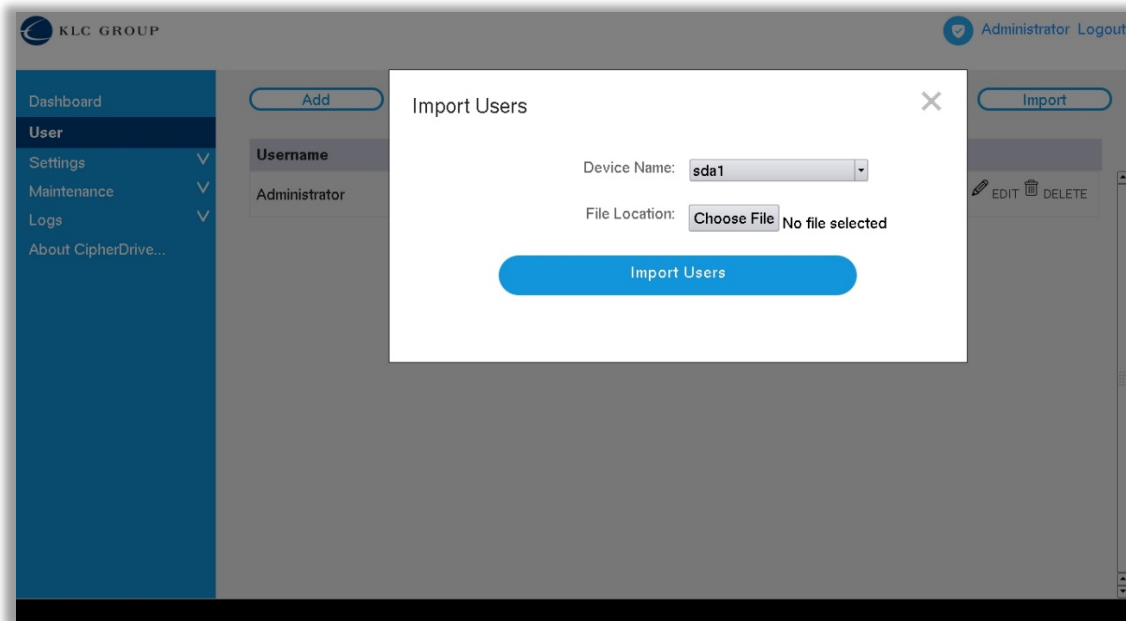 KLC GROUP
Administrator Logout
Dashboard
User
Settings
Maintenance
Logs
About CipherDrive...
Add
Import
Username
Administrator
EDIT DELETE
Import Users
Device Name: sda1
File Location: Choose File No file selected
Import Users